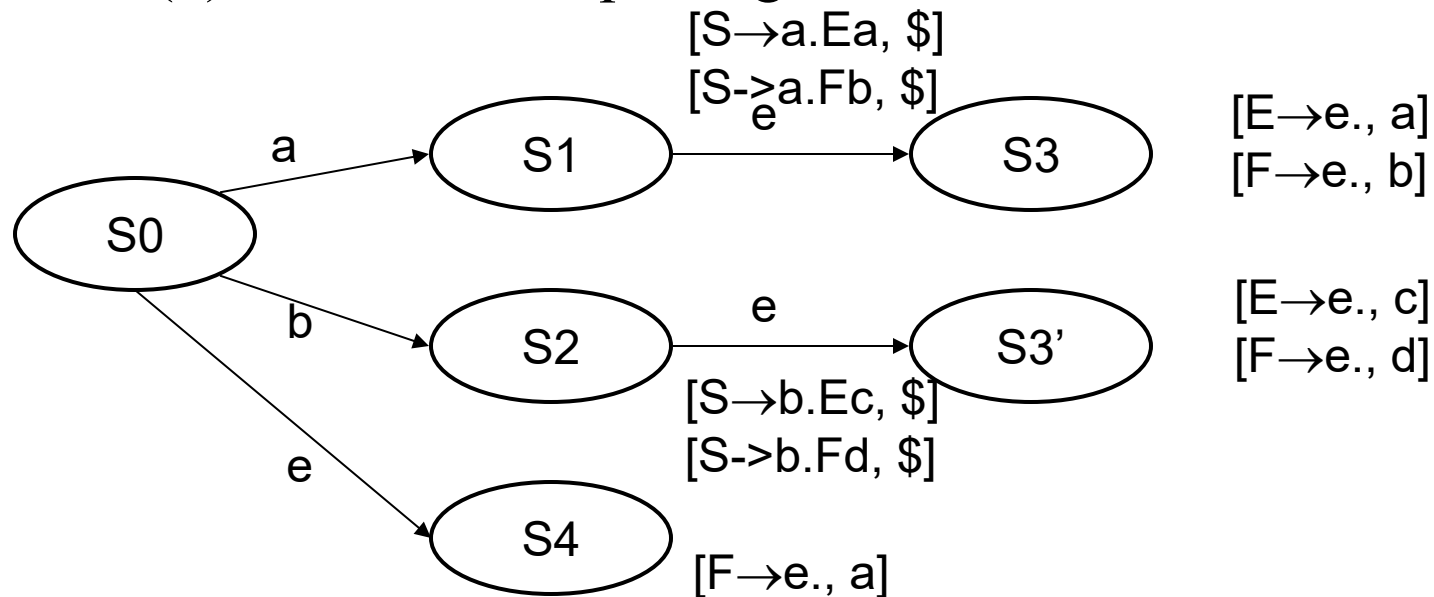 [S→a.Ea, $]
[S->a.Fb, $]
a
S1
e
S3
[E→e., a]
[F→e., b]
S0
b
S2
e
S3’
[E→e., c]
[F→e., d]
[S→b.Ec, $]
[S->b.Fd, $]
e
S4
[F→e., a]